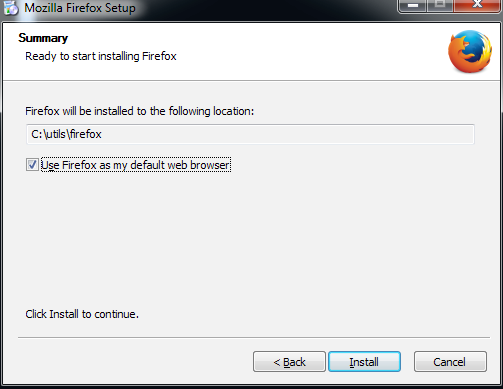 Mozilla Firefox Setup
Summary
Ready to start installing Firefox
Firefox will be installed to the following location:
C:\utils\firefox
Use Firefox as my default web browser
Click Install to continue.
< Back
Install
Cancel